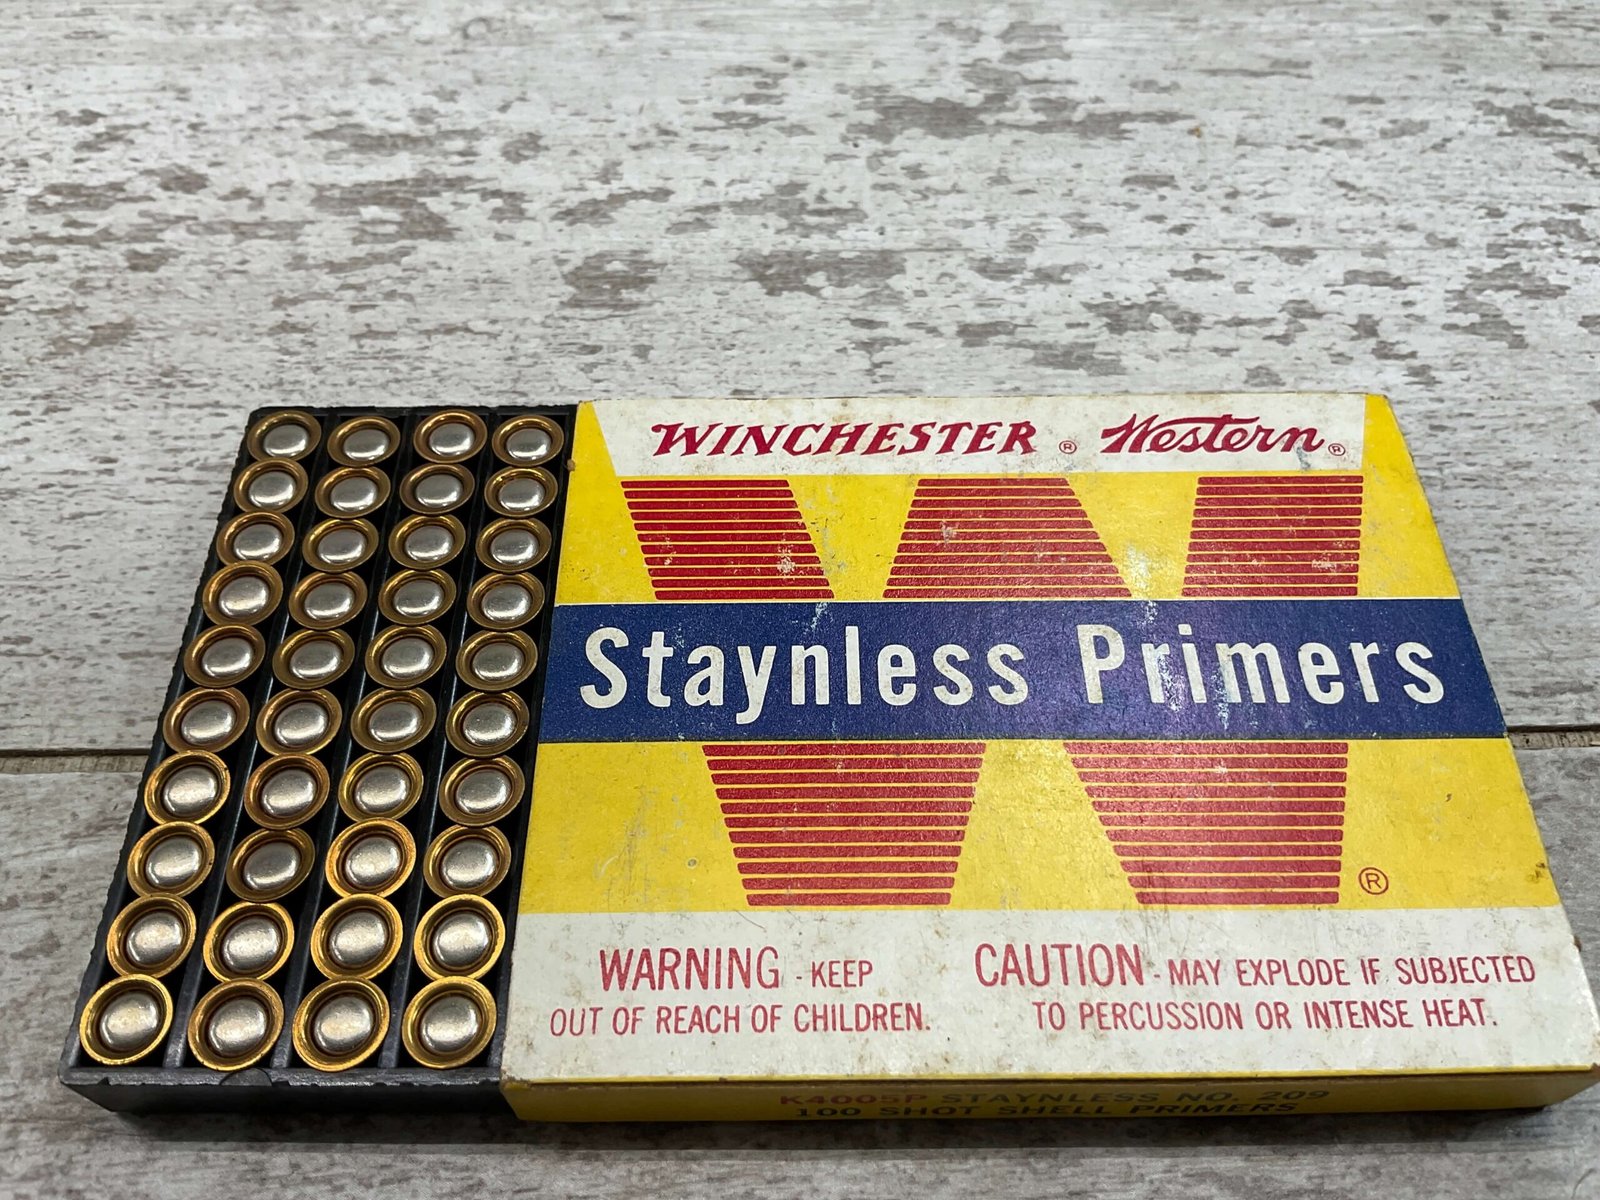 WINCHESTER ® Western ®
Staynless Primers
®
WARNING - KEEP
OUT OF REACH OF CHILDREN.
CAUTION - MAY EXPLODE IF SUBJECTED
TO PERCUSSION OR INTENSE HEAT.
K4005P STAYNLESS NO. 209
100 SHOT SHELL PRIMERS